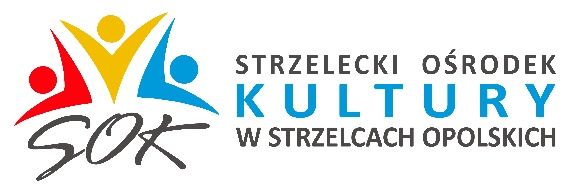 SOK
STRZELECKI OŚRODEK
KULTURY
W STRZELCACH OPOLSKICH